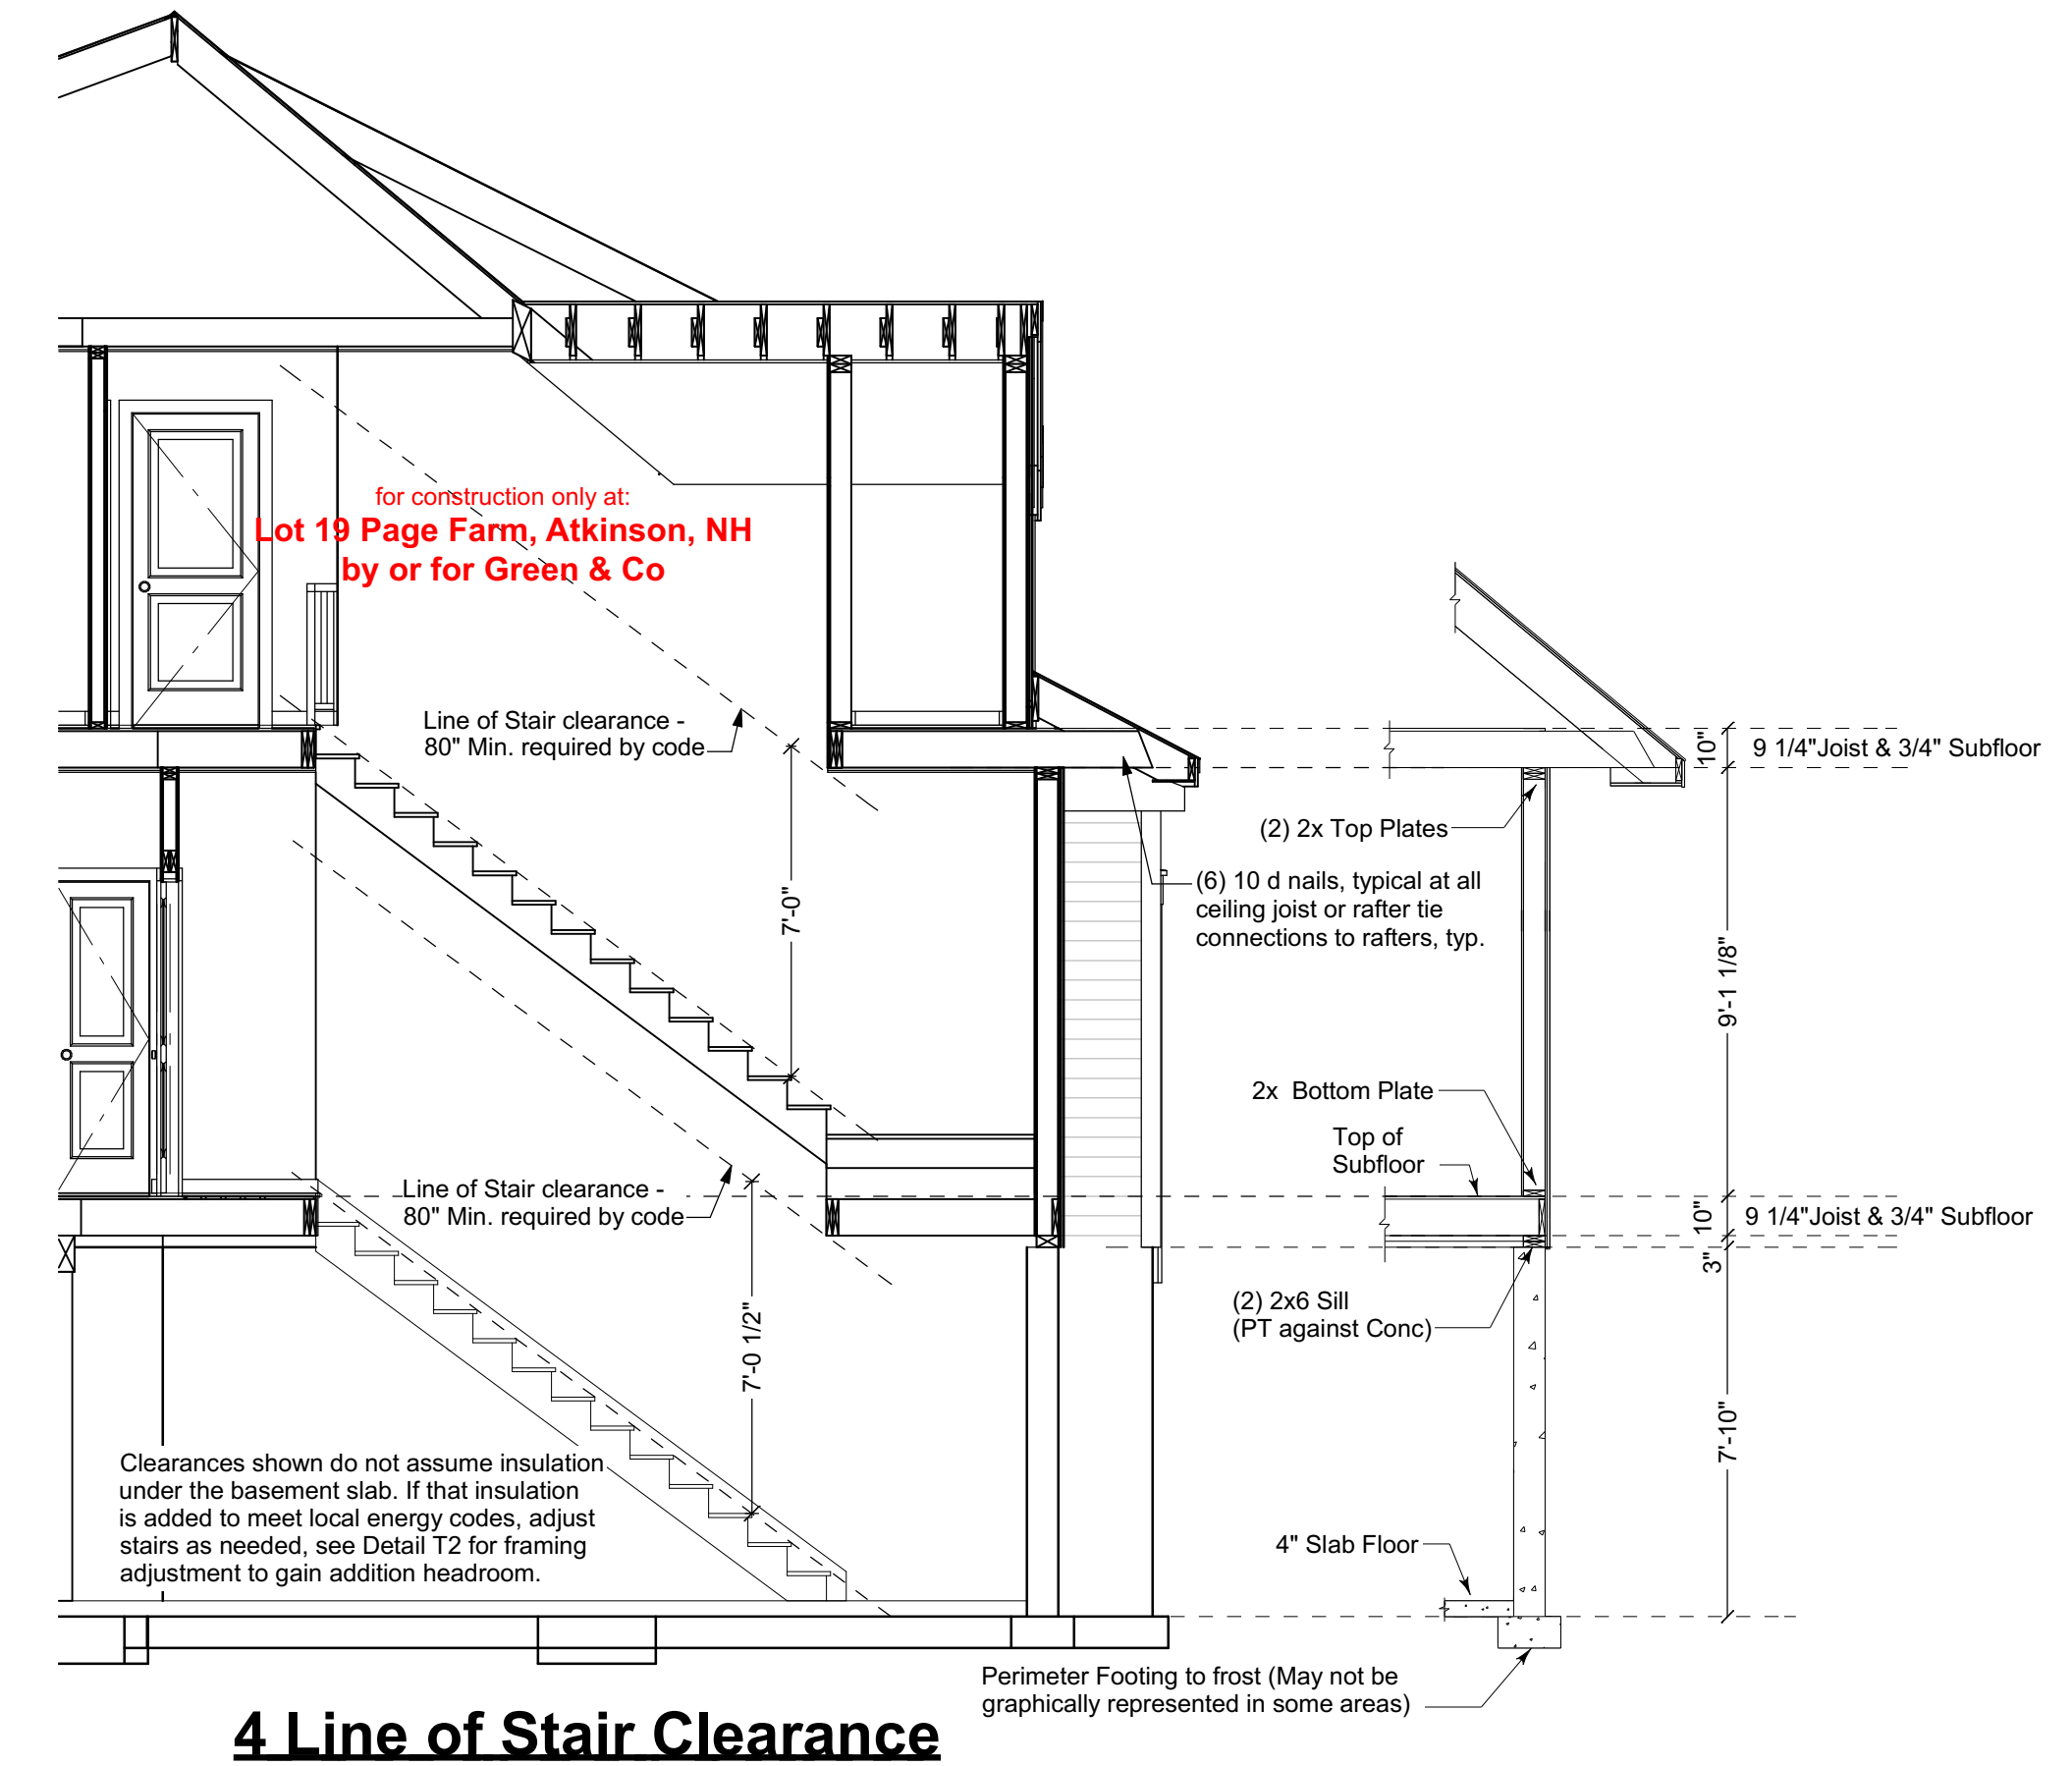 for construction only at:
Lot 19 Page Farm, Atkinson, NH
by or for Green & Co
Line of Stair clearance -
80" Min. required by code
7'-0"
10"
9 1/4"Joist & 3/4" Subfloor
(2) 2x Top Plates
(6) 10 d nails, typical at all
ceiling joist or rafter tie
connections to rafters, typ.
9'-1 1/8"
2x  Bottom Plate
Top of
Subfloor
Line of Stair clearance -
80" Min. required by code
10"
9 1/4"Joist & 3/4" Subfloor
3"
(2) 2x6 Sill
(PT against Conc)
7'-0 1/2"
7'-10"
Clearances shown do not assume insulation
under the basement slab. If that insulation
is added to meet local energy codes, adjust
stairs as needed, see Detail T2 for framing
adjustment to gain addition headroom.
4" Slab Floor
Perimeter Footing to frost (May not be
graphically represented in some areas)
4 Line of Stair Clearance